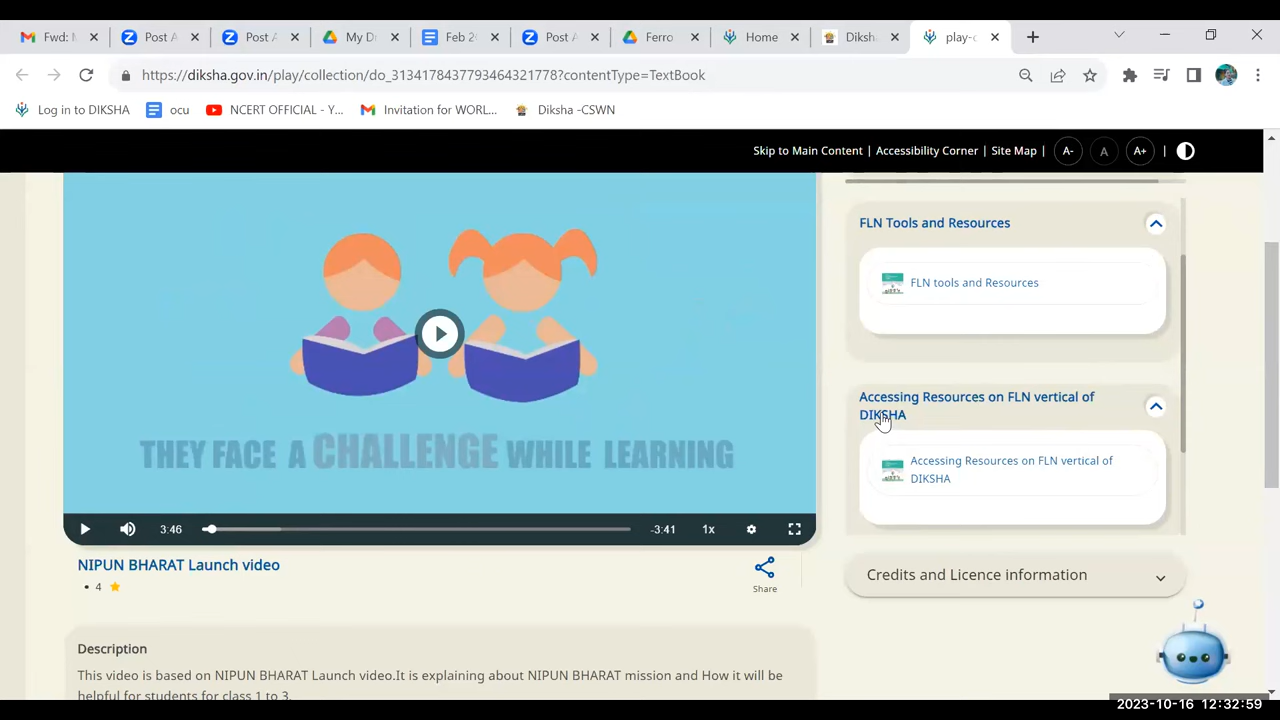 Fwd: M
Post A
Post A
My D
Feb 2
Post A
Ferro
Home
Diksha
play-c
https://diksha.gov.in/play/collection/do_31341784377934643217​78?contentType=TextBook
Log in to DIKSHA
ocu
NCERT OFFICIAL - Y...
Invitation for WORL...
Diksha -CSWN
Skip to Main Content | Accessibility Corner | Site Map | A- A A+ |
FLN Tools and Resources
FLN tools and Resources
Accessing Resources on FLN vertical of
DIKSHA
Accessing Resources on FLN vertical of
DIKSHA
THEY FACE A CHALLENGE WHILE LEARNING
3:46
-3:41
1x
NIPUN BHARAT Launch video
• 4
Share
Credits and Licence information
Description
This video is based on NIPUN BHARAT Launch video.It is explaining about NIPUN BHARAT mission and How it will be
helpful for students for class 1 to 3.
2023-10-16 12:32:59